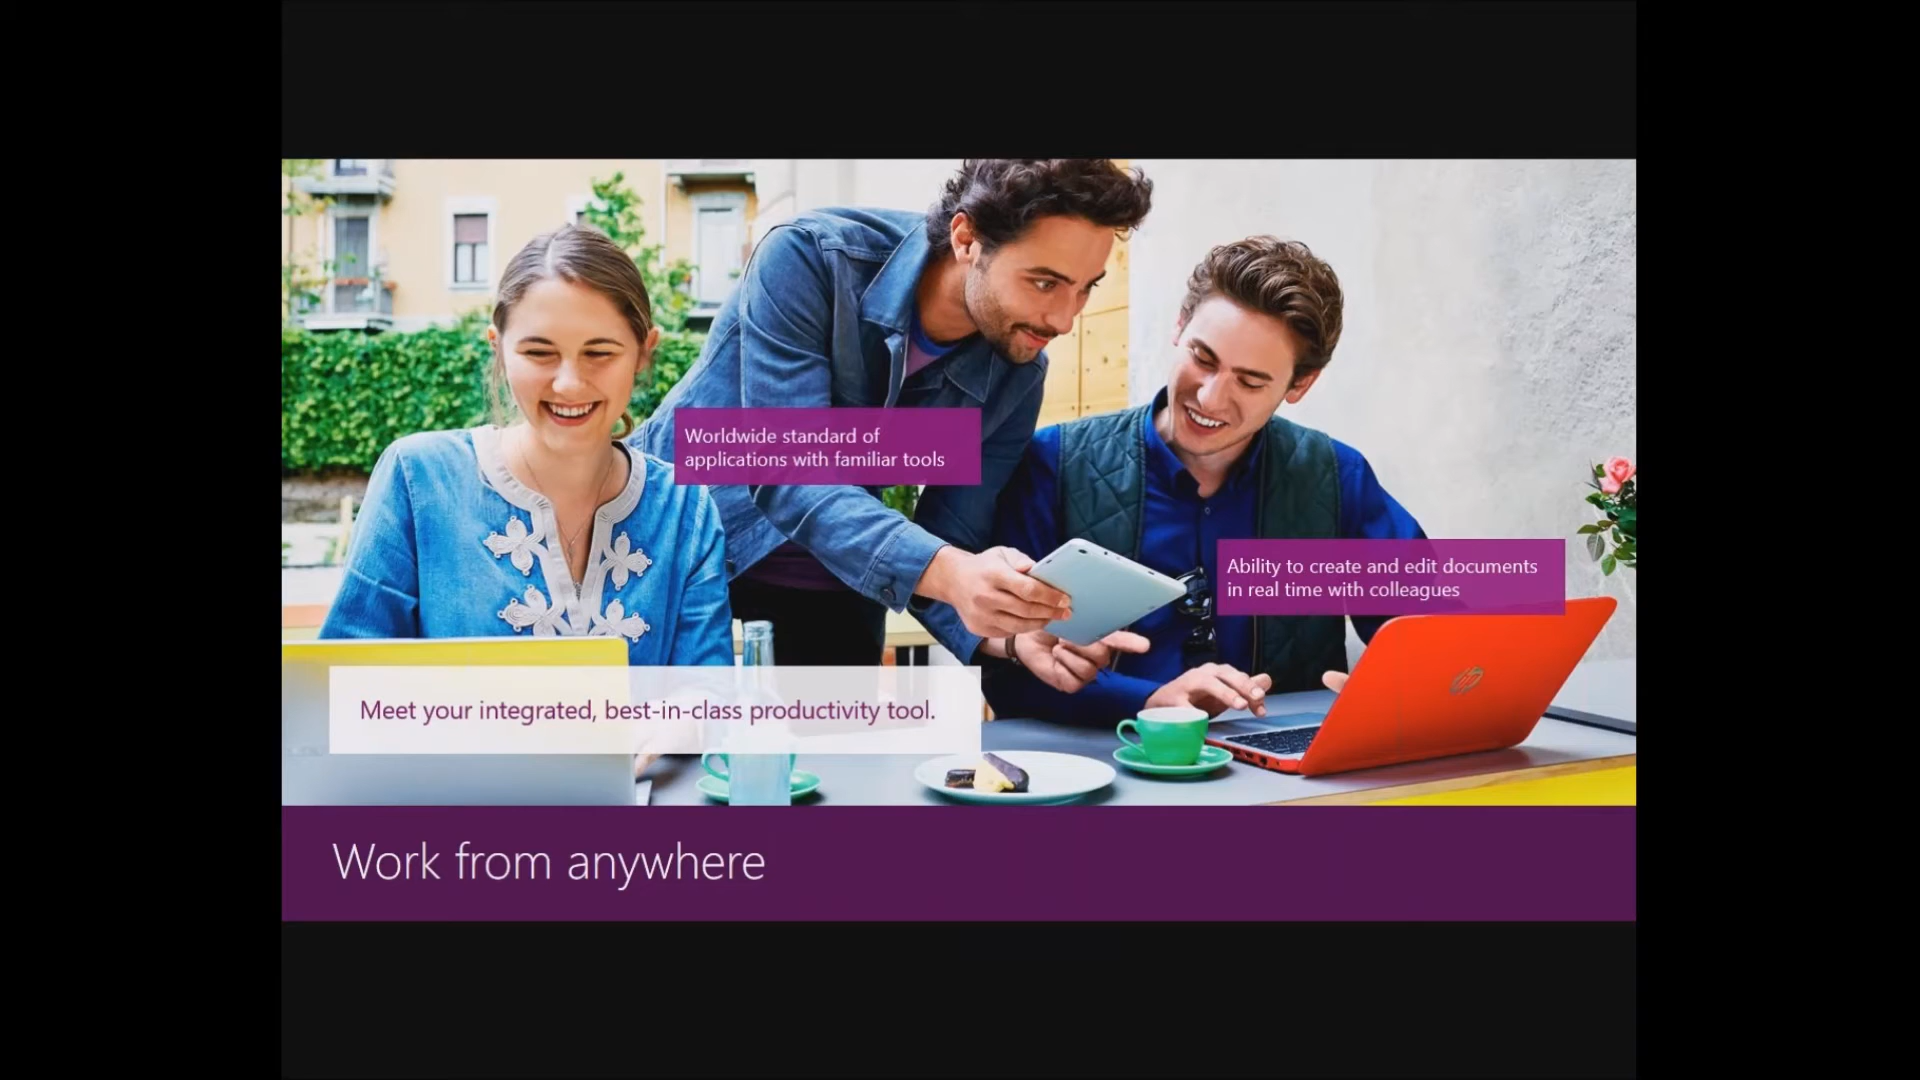 Worldwide standard of
applications with familiar tools
Ability to create and edit documents
in real time with colleagues
Meet your integrated, best-in-class productivity tool.
Work from anywhere
hp